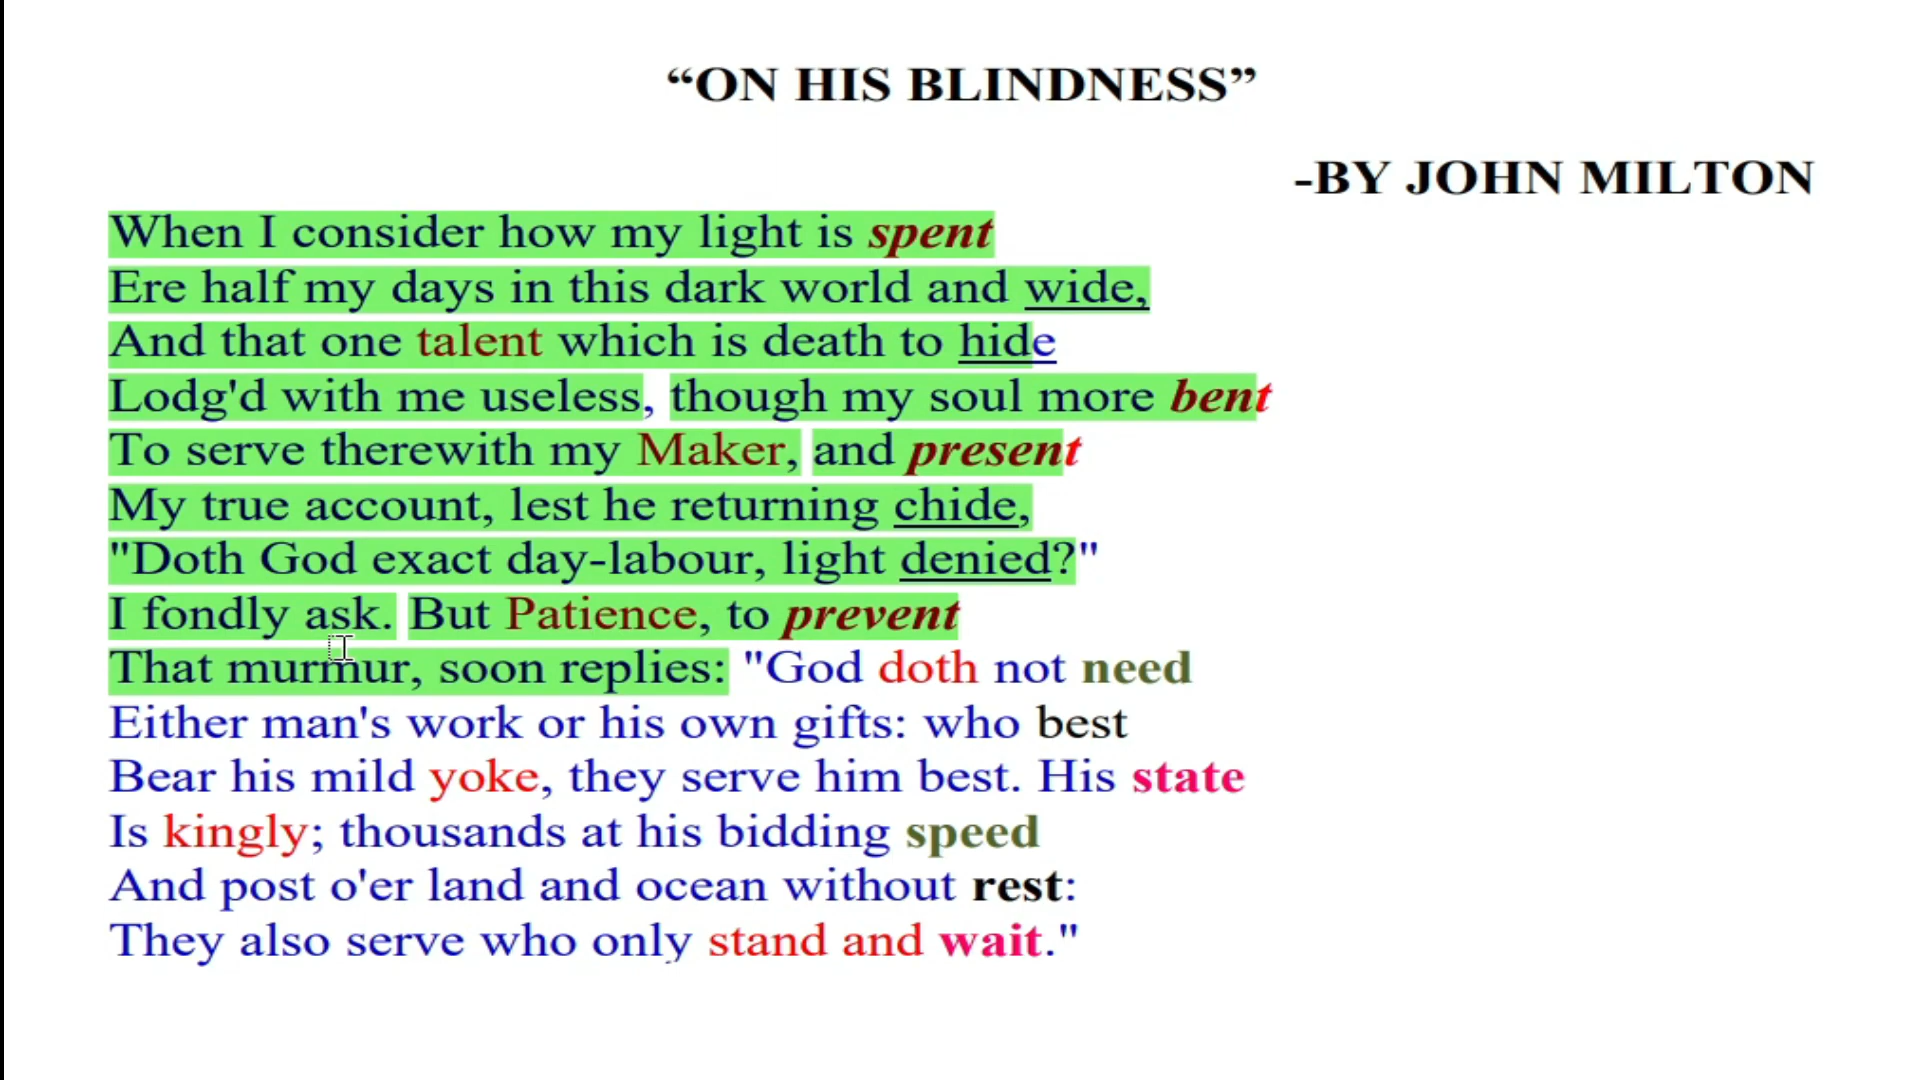 “ON HIS BLINDNESS”
-BY JOHN MILTON
When I consider how my light is spent
Ere half my days in this dark world and wide,
And that one talent which is death to hide
Lodg'd with me useless, though my soul more bent
To serve therewith my Maker, and present
My true account, lest he returning chide,
"Doth God exact day-labour, light denied?"
I fondly ask. But Patience, to prevent
That murmur, soon replies: "God doth not need
Either man's work or his own gifts: who best
Bear his mild yoke, they serve him best. His state
Is kingly; thousands at his bidding speed
And post o'er land and ocean without rest:
They also serve who only stand and wait."